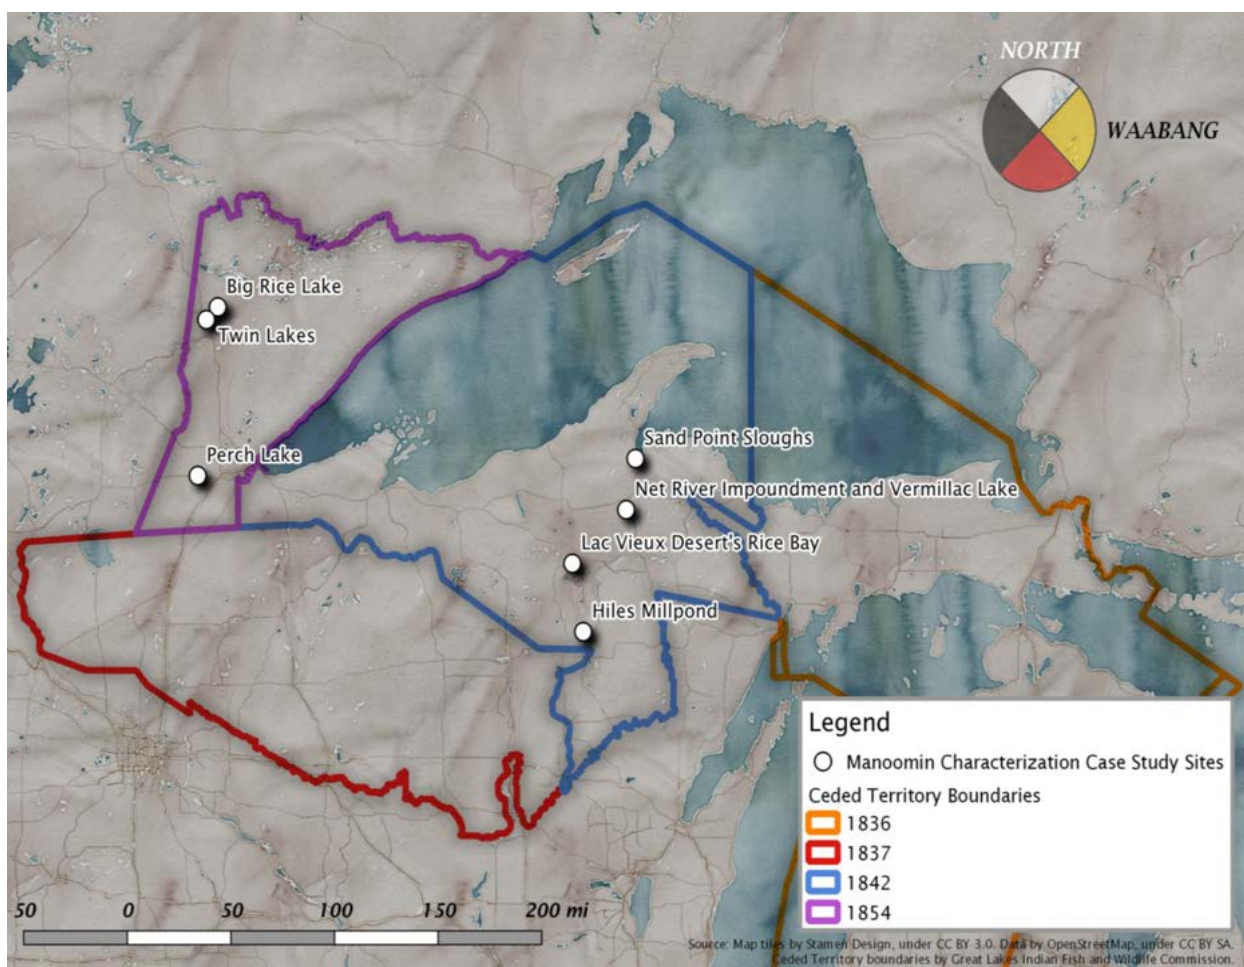 NORTH
WAABANG
Big Rice Lake
Twin Lakes
Perch Lake
Sand Point Sloughs
Net River Impoundment and Vermillac Lake
Lac Vieux Desert's Rice Bay
Hiles Millpond
Legend
Manoomin Characterization Case Study Sites
Ceded Territory Boundaries
1836
1837
1842
1854
50 0 50 100 150 200 mi
Source: Map tiles by Stamen Design, under CC BY 3.0. Data by OpenStreetMap, under CC BY SA.
Ceded Territory boundaries by Great Lakes Indian Fish and Wildlife Commission.